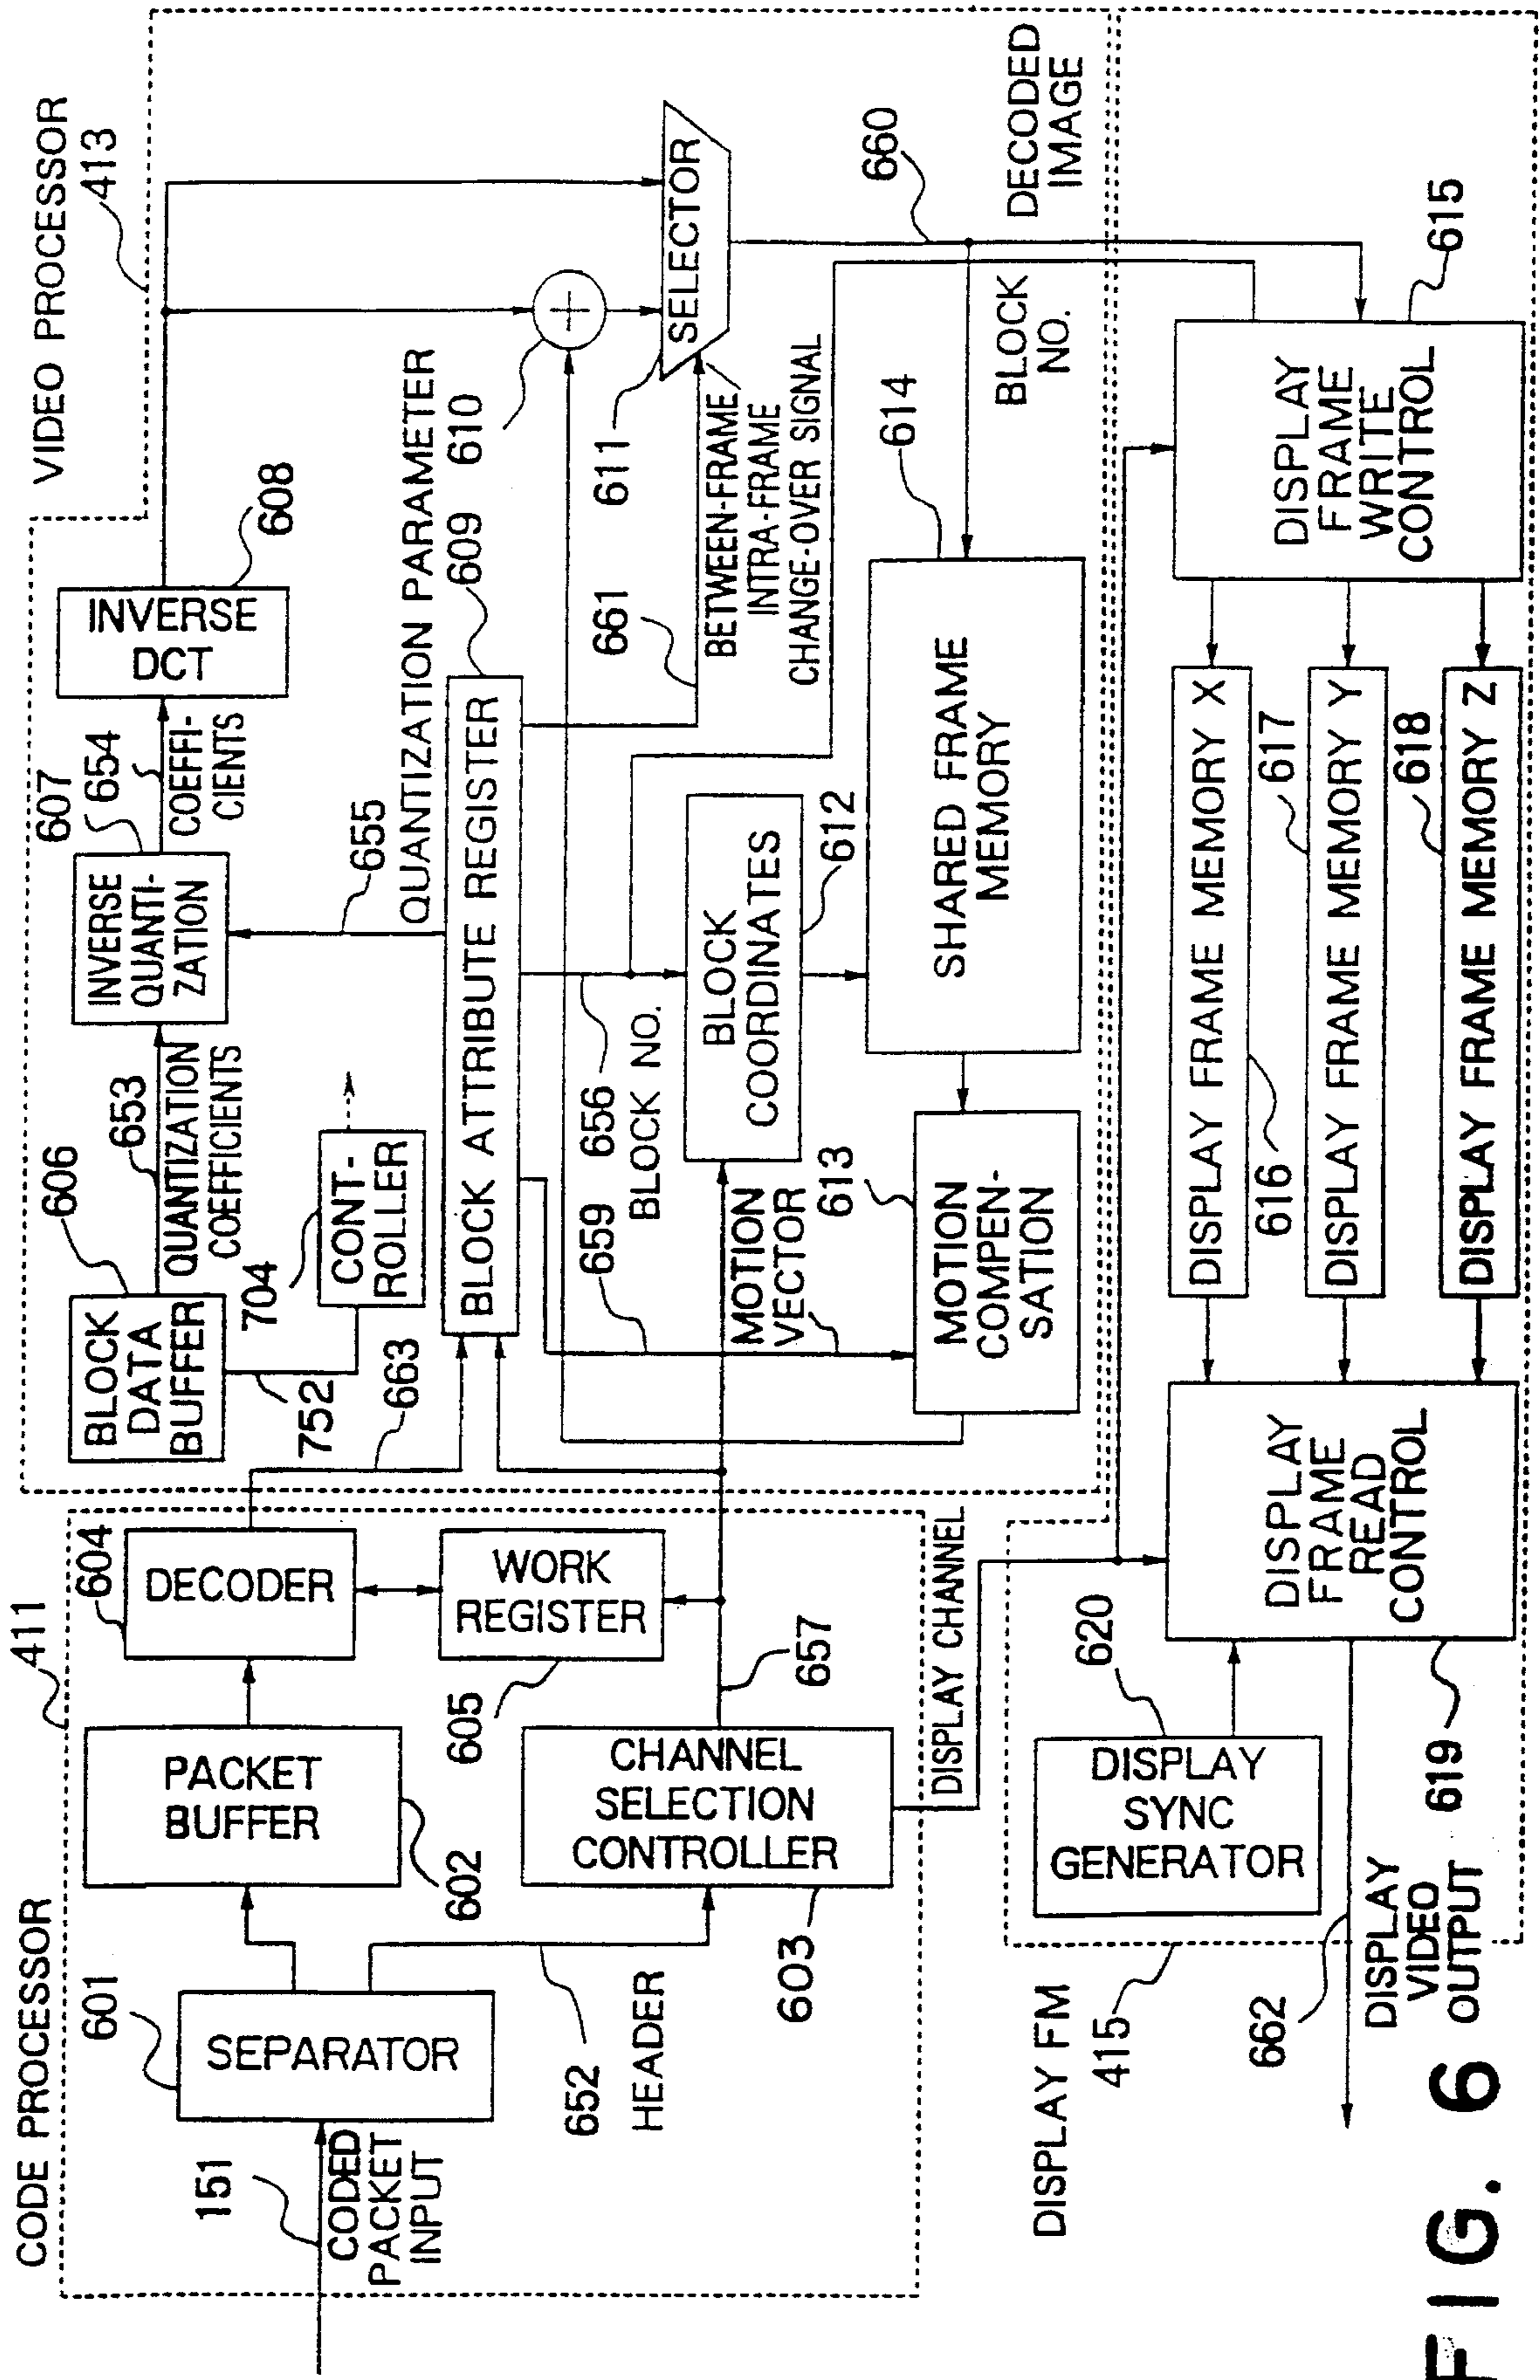 CODE PROCESSOR
411
151
CODED
PACKET
INPUT
601
SEPARATOR
652
HEADER
PACKET
BUFFER
602
604
DECODER
WORK
REGISTER
605
CHANNEL
SELECTION
CONTROLLER
603
657
DISPLAY CHANNEL
VIDEO PROCESSOR
413
606
BLOCK
DATA
BUFFER
653
QUANTIZATION
COEFFICIENTS
752
704
CONT-
ROLLER
663
607
INVERSE
QUANTI-
ZATION
654
COEFFI-
CIENTS
INVERSE
DCT
608
655
QUANTIZATION PARAMETER
609
BLOCK ATTRIBUTE REGISTER
610
611
SELECTOR
661
BETWEEN-FRAME
INTRA-FRAME
CHANGE-OVER SIGNAL
656
BLOCK NO.
659
MOTION
VECTOR
BLOCK
COORDINATES
612
613
MOTION
COMPEN-
SATION
614
SHARED FRAME
MEMORY
660
DECODED
IMAGE
BLOCK
NO.
DISPLAY FM
415
620
DISPLAY
SYNC
GENERATOR
DISPLAY
FRAME
READ
CONTROL
619
662
DISPLAY
VIDEO
OUTPUT
DISPLAY FRAME MEMORY X
616
DISPLAY FRAME MEMORY Y
617
DISPLAY FRAME MEMORY Z
618
DISPLAY
FRAME
WRITE
CONTROL
615
FIG. 6